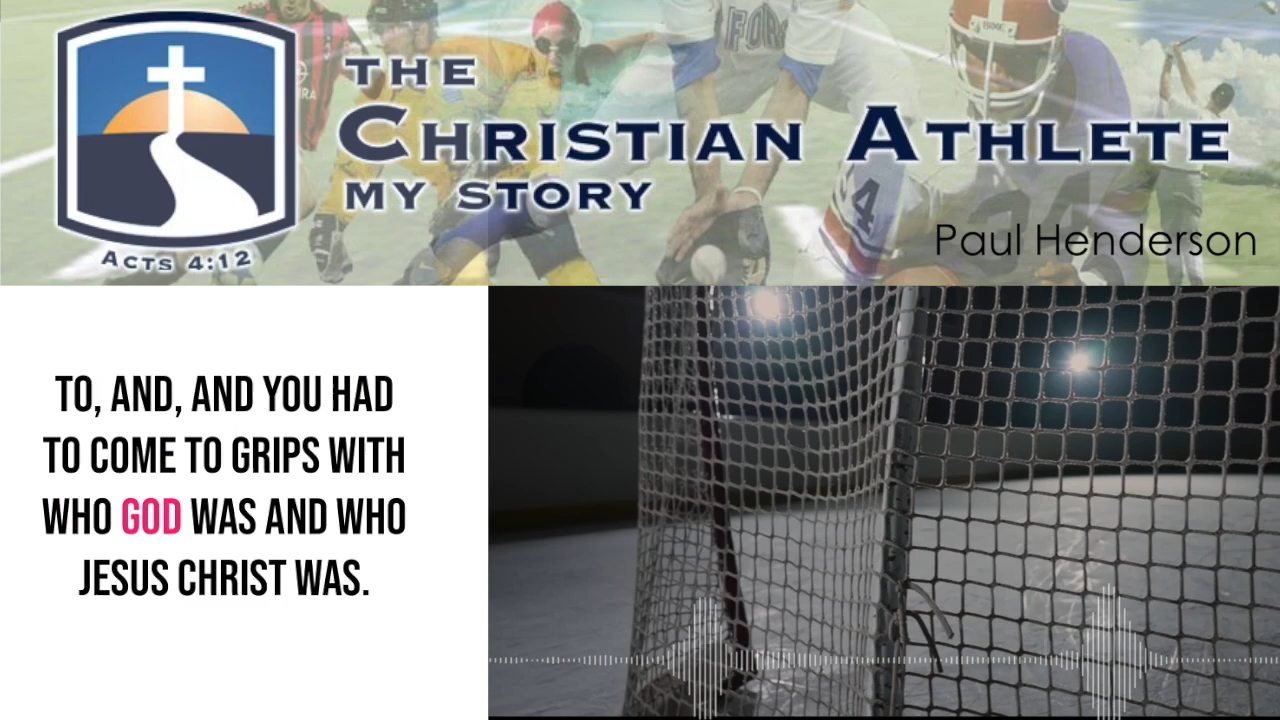 THE
CHRISTIAN ATHLETE
MY STORY
ACTS 4:12
Paul Henderson
TO, AND, AND YOU HAD
TO COME TO GRIPS WITH
WHO GOD WAS AND WHO
JESUS CHRIST WAS.